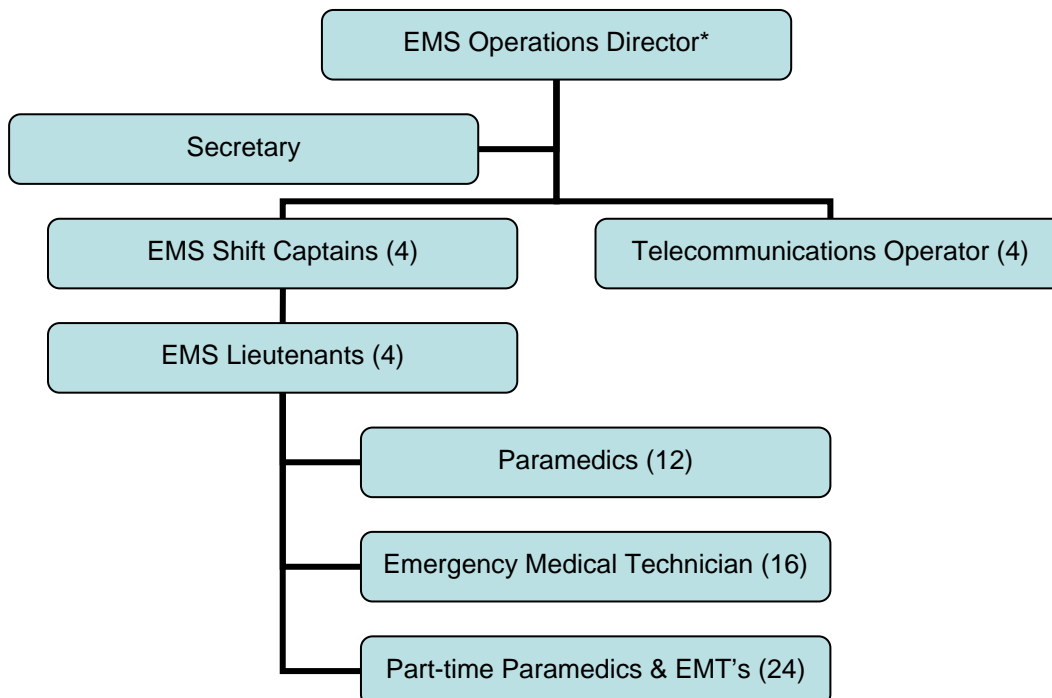 EMS Operations Director*
Secretary
EMS Shift Captains (4)
Telecommunications Operator (4)
EMS Lieutenants (4)
Paramedics (12)
Emergency Medical Technician (16)
Part-time Paramedics & EMT’s (24)